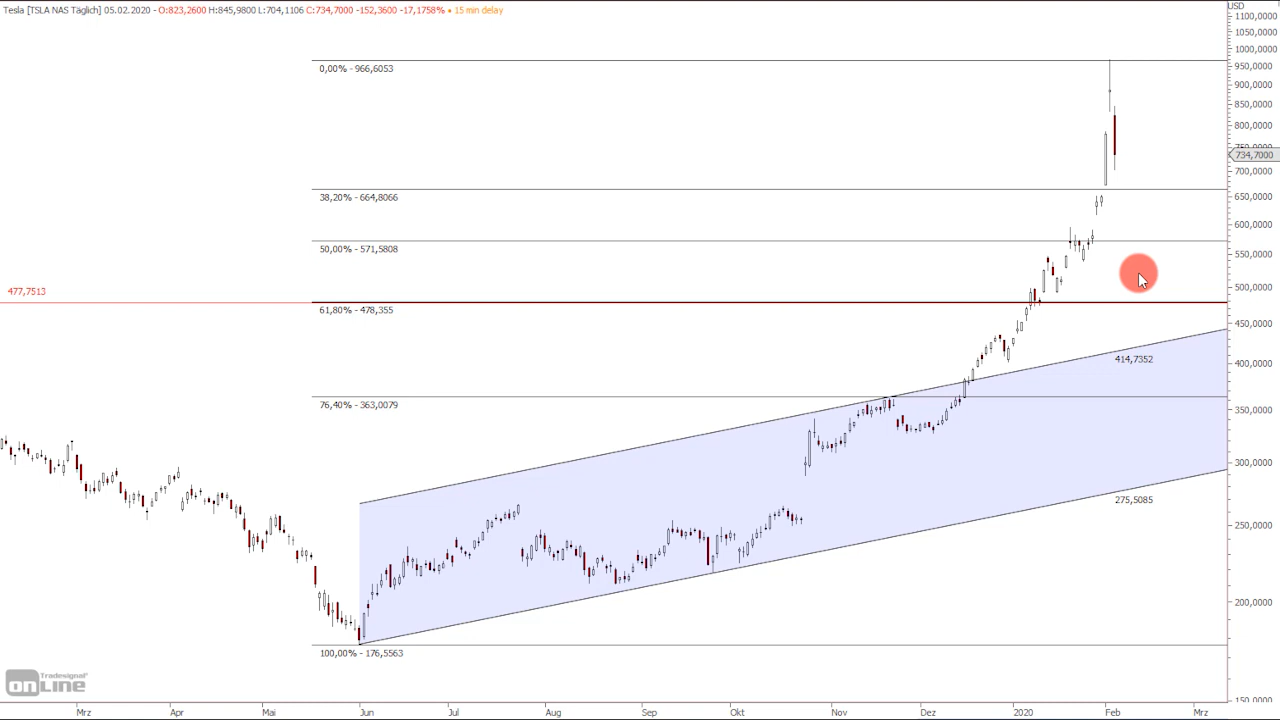 Tesla [TSLA NAS Täglich] 05.02.2020 - O:823,2600 H:845,9800 L:704,1106 C:734,7000 -152,3600 -17,1758% ● 15 min delay
USD
1100,0000
1050,0000
1000,0000
0,00% - 966,6053
950,0000
900,0000
850,0000
800,0000
734,7000
700,0000
38,20% - 664,8066
650,0000
600,0000
50,00% - 571,5808
550,0000
500,0000
477,7513
61,80% - 478,355
450,0000
414,7352
400,0000
76,40% - 363,0079
350,0000
300,0000
275,5085
250,0000
200,0000
100,00% - 176,5563
150,0000
Tradesignal®
onLine
Mrz Apr Mai Jun Jul Aug Sep Okt Nov Dez 2020 Feb Mrz